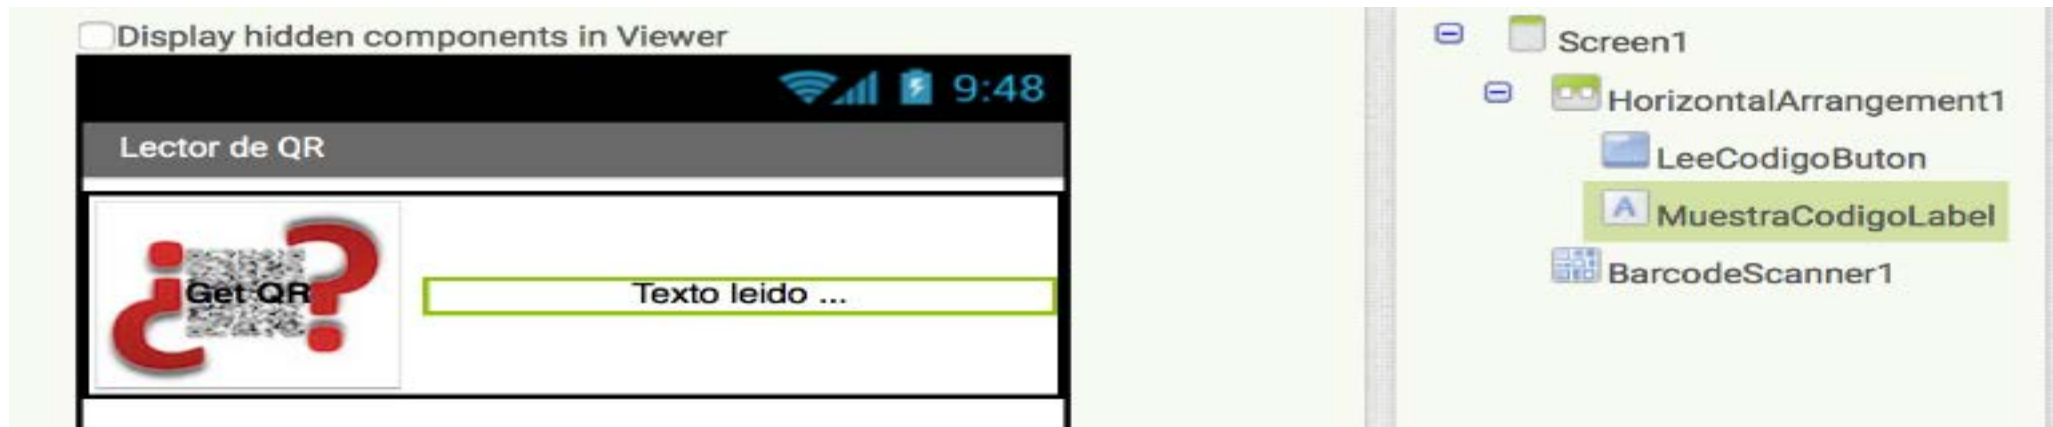 Display hidden components in Viewer
9:48
Lector de QR
¿?
Get QR
Texto leido ...
Screen1
HorizontalArrangement1
LeeCodigoButon
A MuestraCodigoLabel
BarcodeScanner1